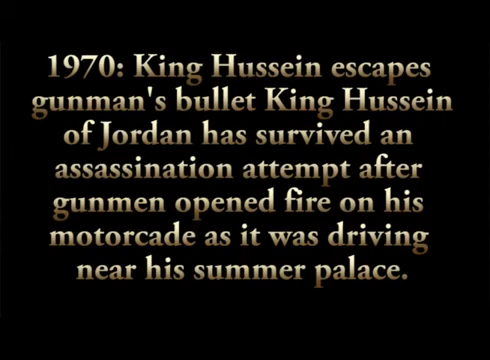 1970: King Hussein escapes
gunman's bullet King Hussein
of Jordan has survived an
assassination attempt after
gunmen opened fire on his
motorcade as it was driving
near his summer palace.